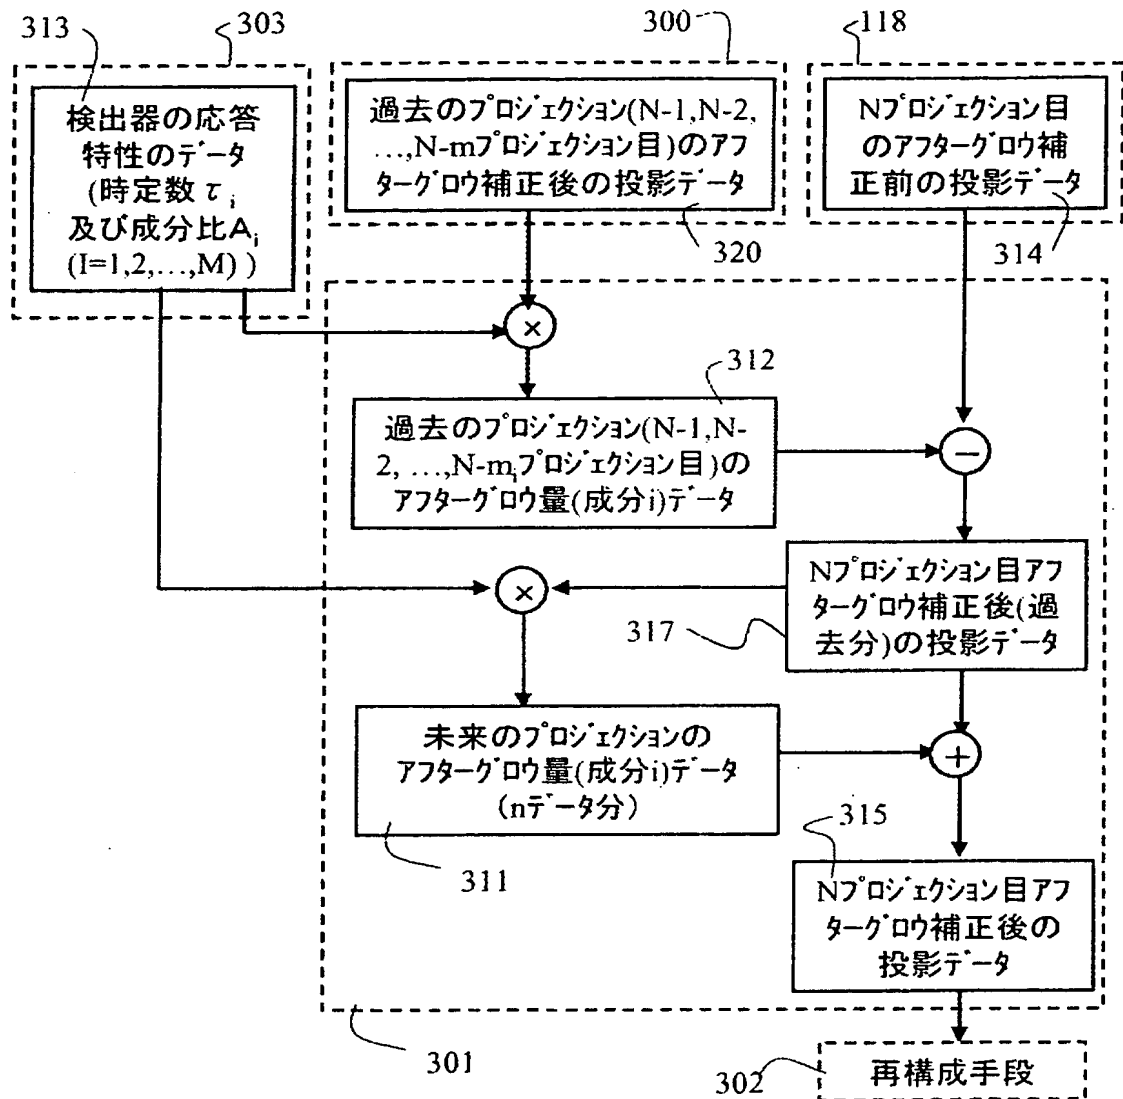 313
303
300
118
検出器の応答
特性のデータ
(時定数τi
及び成分比Ai
(I=1,2,…,M) )
過去のプロジェクション(N-1,N-2,
…,N-mプロジェクション目)のアフ
ターグロウ補正後の投影データ
320
Nプロジェクション目
のアフターグロウ補
正前の投影データ
314
×
312
過去のプロジェクション(N-1,N-
2, …,N-miプロジェクション目)の
アフターグロウ量(成分i)データ
−
Nプロジェクション目アフ
ターグロウ補正後(過
去分)の投影データ
×
317
未来のプロジェクションの
アフターグロウ量(成分i)データ
(nデータ分)
+
311
315
Nプロジェクション目アフ
ターグロウ補正後の
投影データ
301
302
再構成手段